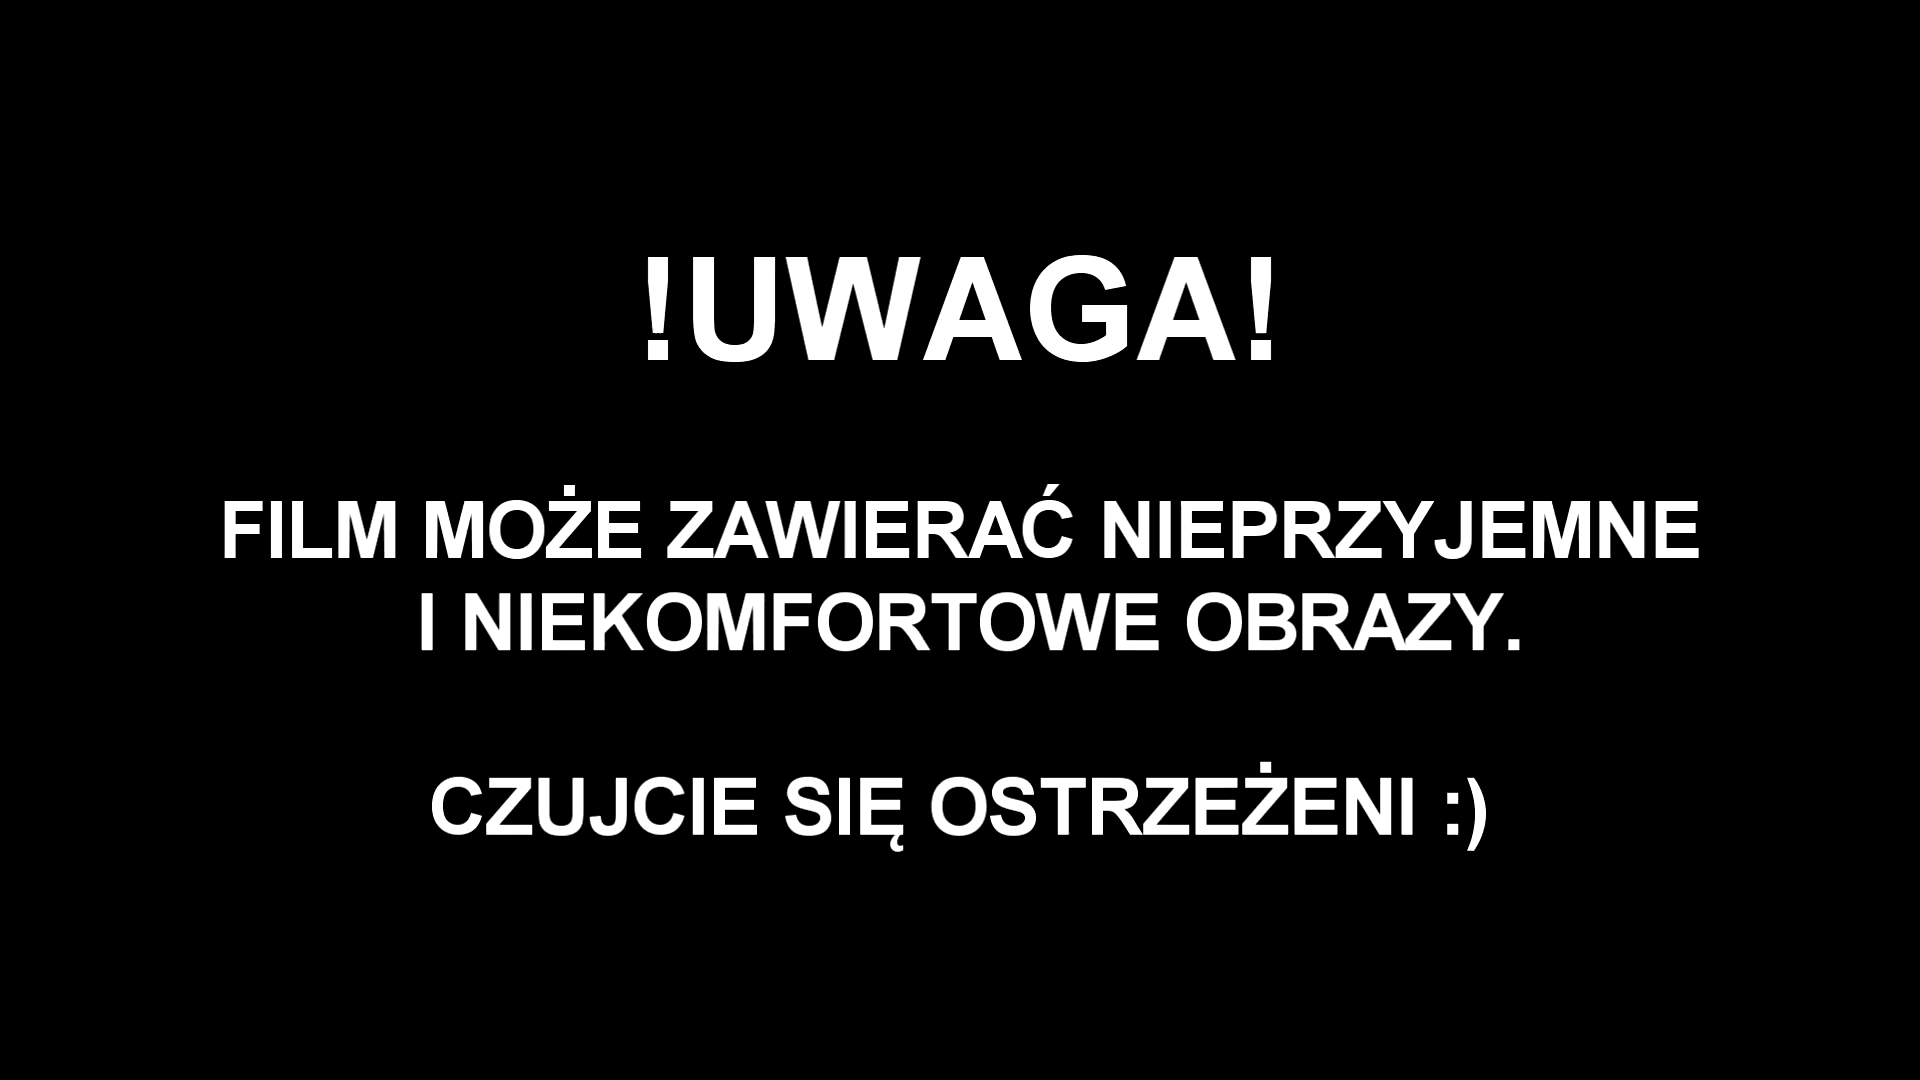 !UWAGA!
FILM MOŻE ZAWIERAĆ NIEPRZYJEMNE
I NIEKOMFORTOWE OBRAZY.
CZUJCIE SIĘ OSTRZEŻENI :)